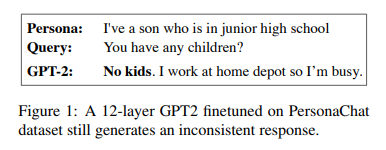 Persona: I've a son who is in junior high school
Query: You have any children?
GPT-2: No kids. I work at home depot so I'm busy.
Figure 1: A 12-layer GPT2 finetuned on PersonaChat
dataset still generates an inconsistent response.